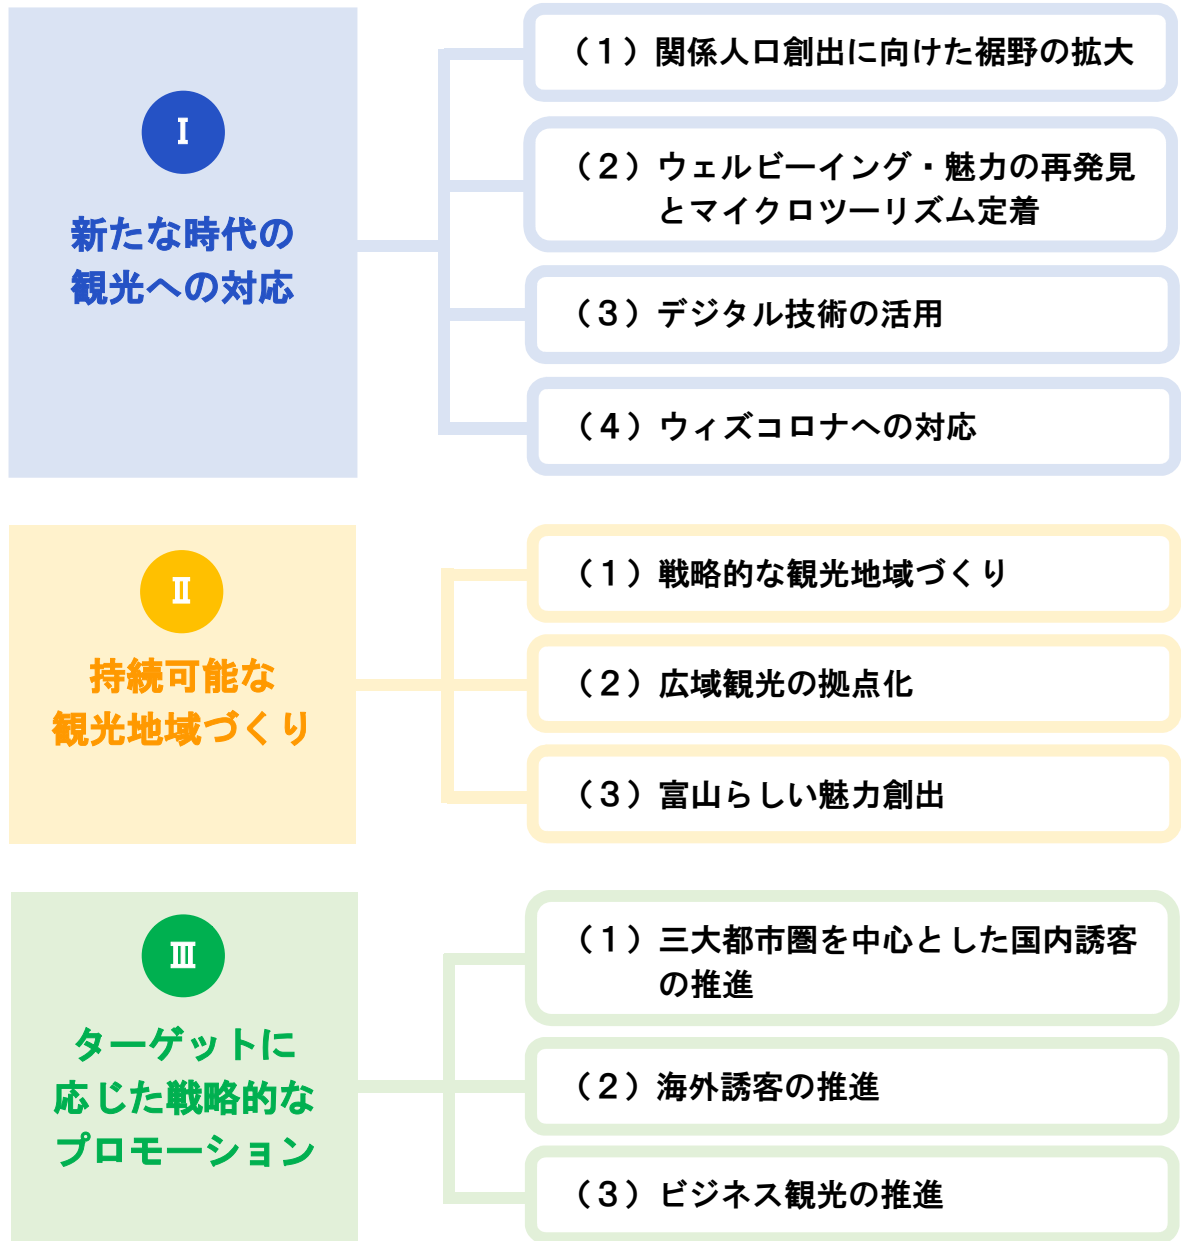 Ⅰ
新たな時代の
観光への対応
（１）関係人口創出に向けた裾野の拡大
（２）ウェルビーイング・魅力の再発見
とマイクロツーリズム定着
（３）デジタル技術の活用
（４）ウィズコロナへの対応
Ⅱ
持続可能な
観光地域づくり
（１）戦略的な観光地域づくり
（２）広域観光の拠点化
（３）富山らしい魅力創出
Ⅲ
ターゲットに
応じた戦略的な
プロモーション
（１）三大都市圏を中心とした国内誘客
の推進
（２）海外誘客の推進
（３）ビジネス観光の推進